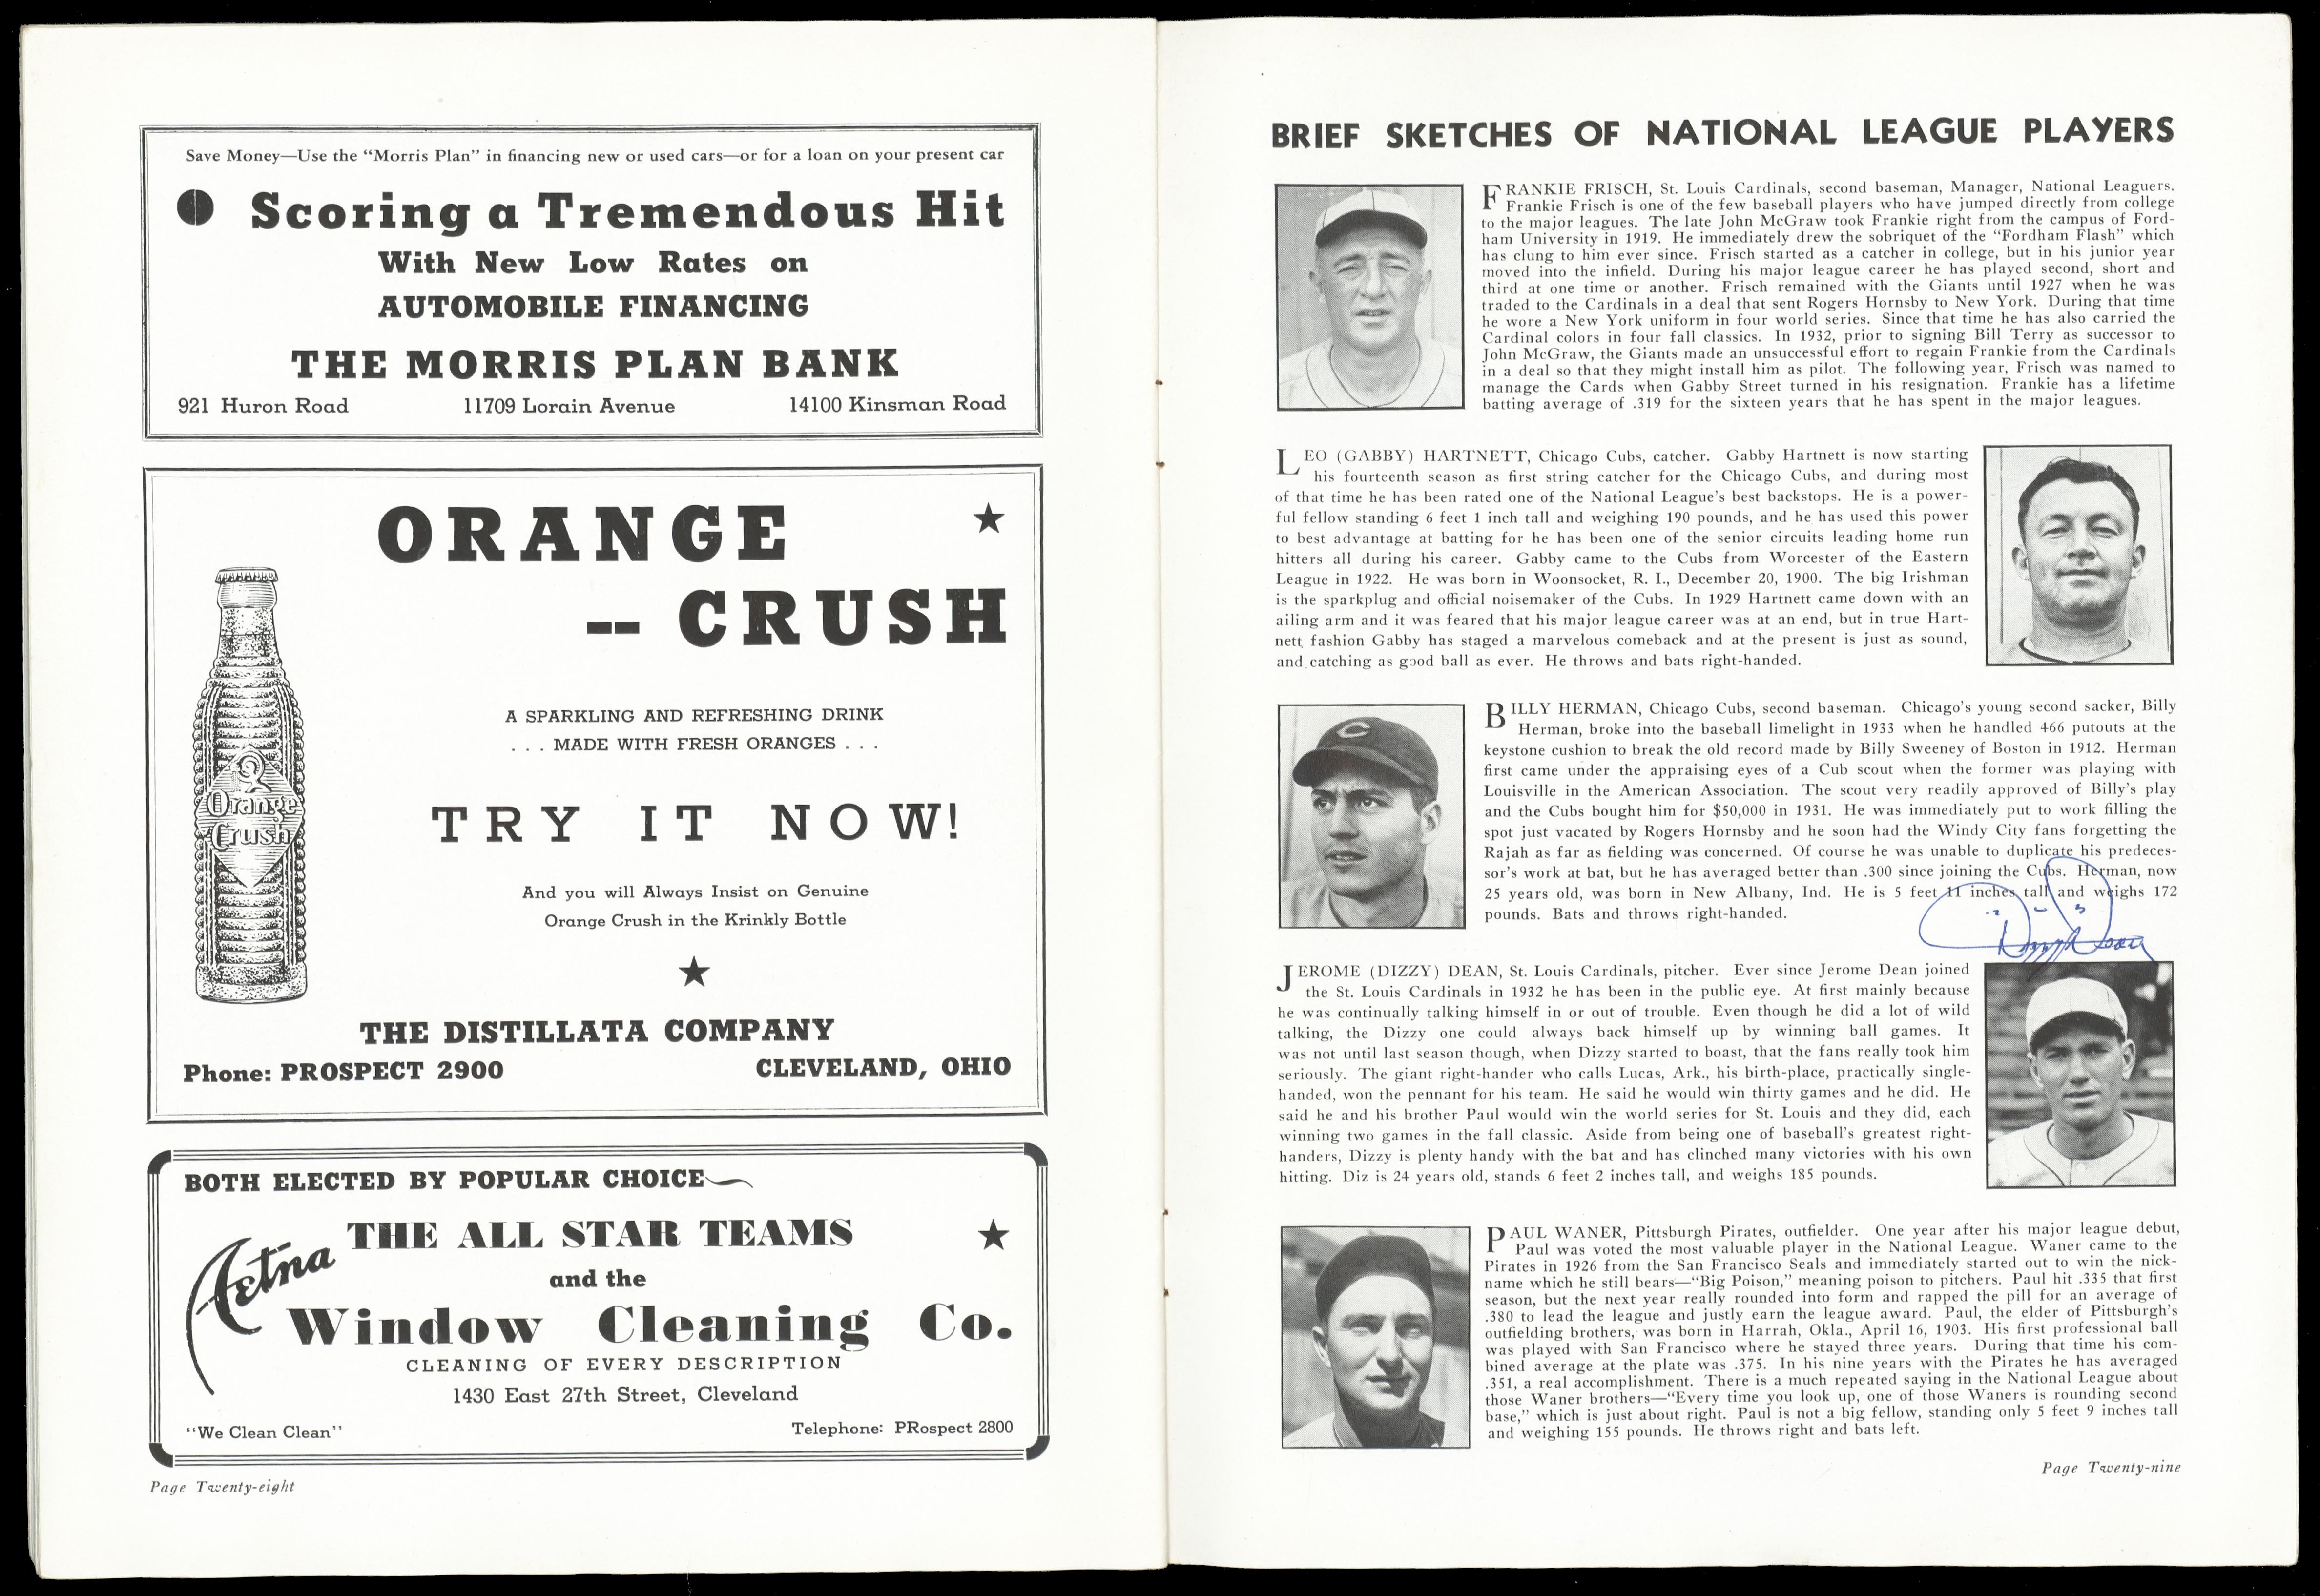 Save Money—Use the “Morris Plan” in financing new or used cars—or for a loan on your present car
Scoring a Tremendous Hit
With New Low Rates on
AUTOMOBILE FINANCING
THE MORRIS PLAN BANK
921 Huron Road 11709 Lorain Avenue 14100 Kinsman Road
ORANGE
-- CRUSH
Orange
Crush
A SPARKLING AND REFRESHING DRINK
. . . MADE WITH FRESH ORANGES . . .
TRY IT NOW!
And you will Always Insist on Genuine
Orange Crush in the Krinkly Bottle
THE DISTILLATA COMPANY
Phone: PROSPECT 2900 CLEVELAND, OHIO
BOTH ELECTED BY POPULAR CHOICE
THE ALL STAR TEAMS
and the
Aetna
Window Cleaning Co.
CLEANING OF EVERY DESCRIPTION
1430 East 27th Street, Cleveland
“We Clean Clean” Telephone: PRospect 2800
Page Twenty-eight
BRIEF SKETCHES OF NATIONAL LEAGUE PLAYERS
FRANKIE FRISCH, St. Louis Cardinals, second baseman, Manager, National Leaguers.
Frankie Frisch is one of the few baseball players who have jumped directly from college
to the major leagues. The late John McGraw took Frankie right from the campus of Ford-
ham University in 1919. He immediately drew the sobriquet of the “Fordham Flash” which
has clung to him ever since. Frisch started as a catcher in college, but in his junior year
moved into the infield. During his major league career he has played second, short and
third at one time or another. Frisch remained with the Giants until 1927 when he was
traded to the Cardinals in a deal that sent Rogers Hornsby to New York. During that time
he wore a New York uniform in four world series. Since that time he has also carried the
Cardinal colors in four fall classics. In 1932, prior to signing Bill Terry as successor to
John McGraw, the Giants made an unsuccessful effort to regain Frankie from the Cardinals
in a deal so that they might install him as pilot. The following year, Frisch was named to
manage the Cards when Gabby Street turned in his resignation. Frankie has a lifetime
batting average of .319 for the sixteen years that he has spent in the major leagues.
LEO (GABBY) HARTNETT, Chicago Cubs, catcher. Gabby Hartnett is now starting
his fourteenth season as first string catcher for the Chicago Cubs, and during most
of that time he has been rated one of the National League’s best backstops. He is a power-
ful fellow standing 6 feet 1 inch tall and weighing 190 pounds, and he has used this power
to best advantage at batting for he has been one of the senior circuits leading home run
hitters all during his career. Gabby came to the Cubs from Worcester of the Eastern
League in 1922. He was born in Woonsocket, R. I., December 20, 1900. The big Irishman
is the sparkplug and official noisemaker of the Cubs. In 1929 Hartnett came down with an
ailing arm and it was feared that his major league career was at an end, but in true Hart-
nett fashion Gabby has staged a marvelous comeback and at the present is just as sound,
and catching as good ball as ever. He throws and bats right-handed.
BILLY HERMAN, Chicago Cubs, second baseman. Chicago’s young second sacker, Billy
Herman, broke into the baseball limelight in 1933 when he handled 466 putouts at the
keystone cushion to break the old record made by Billy Sweeney of Boston in 1912. Herman
first came under the appraising eyes of a Cub scout when the former was playing with
Louisville in the American Association. The scout very readily approved of Billy’s play
and the Cubs bought him for $50,000 in 1931. He was immediately put to work filling the
spot just vacated by Rogers Hornsby and he soon had the Windy City fans forgetting the
Rajah as far as fielding was concerned. Of course he was unable to duplicate his predeces-
sor’s work at bat, but he has averaged better than .300 since joining the Cubs. Herman, now
25 years old, was born in New Albany, Ind. He is 5 feet 11 inches tall and weighs 172
pounds. Bats and throws right-handed.
Dizzy Dean
JEROME (DIZZY) DEAN, St. Louis Cardinals, pitcher. Ever since Jerome Dean joined
the St. Louis Cardinals in 1932 he has been in the public eye. At first mainly because
he was continually talking himself in or out of trouble. Even though he did a lot of wild
talking, the Dizzy one could always back himself up by winning ball games. It
was not until last season though, when Dizzy started to boast, that the fans really took him
seriously. The giant right-hander who calls Lucas, Ark., his birth-place, practically single-
handed, won the pennant for his team. He said he would win thirty games and he did. He
said he and his brother Paul would win the world series for St. Louis and they did, each
winning two games in the fall classic. Aside from being one of baseball’s greatest right-
handers, Dizzy is plenty handy with the bat and has clinched many victories with his own
hitting. Diz is 24 years old, stands 6 feet 2 inches tall, and weighs 185 pounds.
PAUL WANER, Pittsburgh Pirates, outfielder. One year after his major league debut,
Paul was voted the most valuable player in the National League. Waner came to the
Pirates in 1926 from the San Francisco Seals and immediately started out to win the nick-
name which he still bears—“Big Poison,” meaning poison to pitchers. Paul hit .335 that first
season, but the next year really rounded into form and rapped the pill for an average of
.380 to lead the league and justly earn the league award. Paul, the elder of Pittsburgh’s
outfielding brothers, was born in Harrah, Okla., April 16, 1903. His first professional ball
was played with San Francisco where he stayed three years. During that time his com-
bined average at the plate was .375. In his nine years with the Pirates he has averaged
.351, a real accomplishment. There is a much repeated saying in the National League about
those Waner brothers—“Every time you look up, one of those Waners is rounding second
base,” which is just about right. Paul is not a big fellow, standing only 5 feet 9 inches tall
and weighing 155 pounds. He throws right and bats left.
Page Twenty-nine